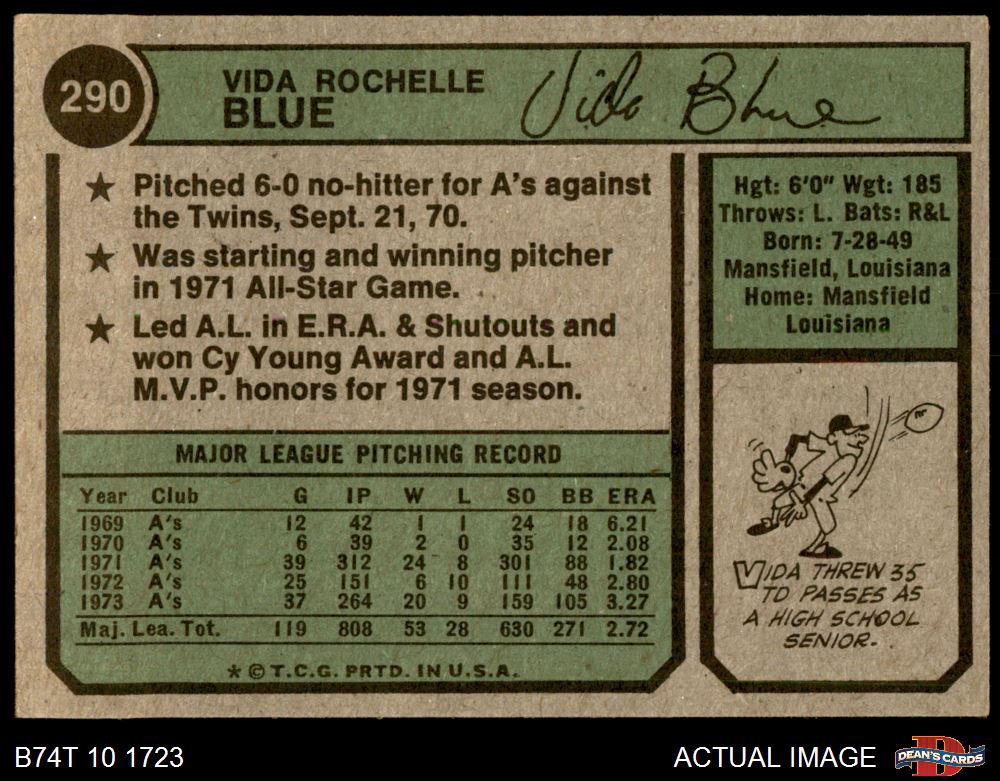 290
VIDA ROCHELLE
BLUE
Vida Blue
★ Pitched 6-0 no-hitter for A's against
the Twins, Sept. 21, 70.
★ Was starting and winning pitcher
in 1971 All-Star Game.
★ Led A.L. in E.R.A. & Shutouts and
won Cy Young Award and A.L.
M.V.P. honors for 1971 season.
MAJOR LEAGUE PITCHING RECORD
Year Club G IP W L SO BB ERA
1969 A's 12 42 1 1 24 18 6.21
1970 A's 6 39 2 0 35 12 2.08
1971 A's 39 312 24 8 301 88 1.82
1972 A's 25 151 6 10 111 48 2.80
1973 A's 37 264 20 9 159 105 3.27
Maj. Lea. Tot. 119 808 53 28 630 271 2.72
* © T.C.G. PRTD. IN U.S.A.
Hgt: 6'0" Wgt: 185
Throws: L. Bats: R&L
Born: 7-28-49
Mansfield, Louisiana
Home: Mansfield
Louisiana
VIDA THREW 35
TD PASSES AS
A HIGH SCHOOL
SENIOR.
B74T 10 1723
ACTUAL IMAGE
D
DEAN'S CARDS